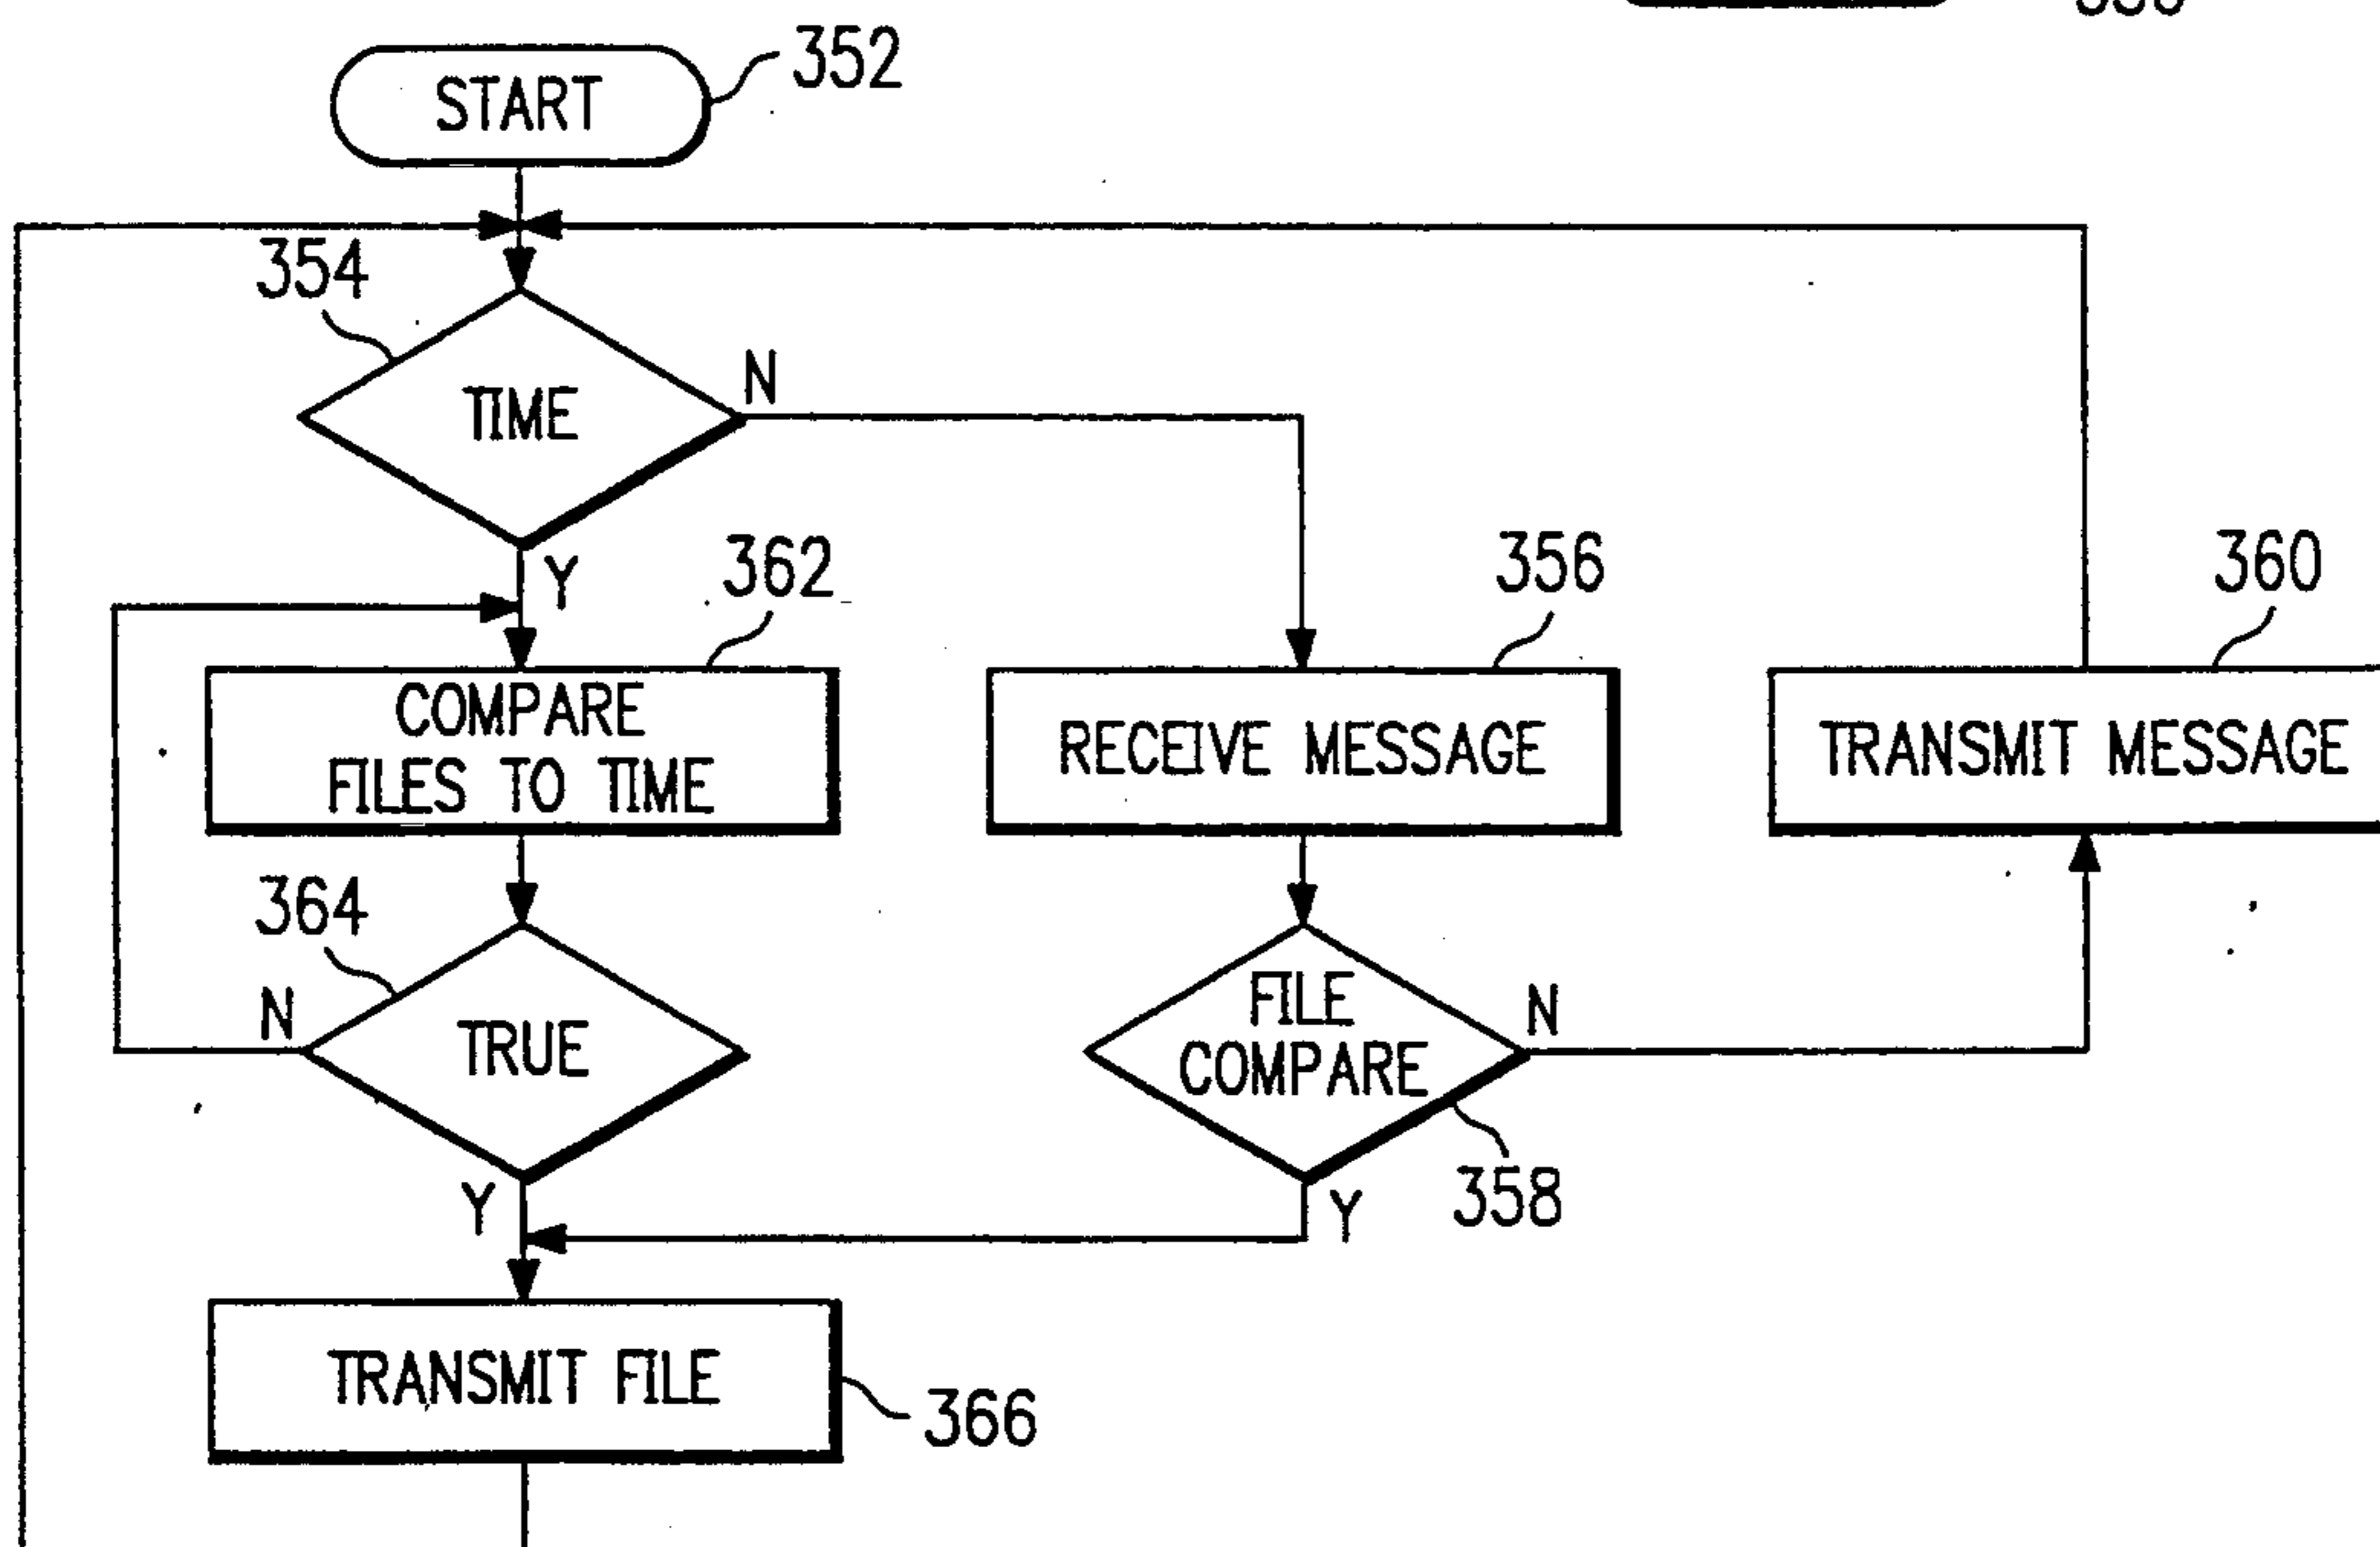 START
352
354
TIME
N
Y
362
356
360
COMPARE
FILES TO TIME
RECEIVE MESSAGE
TRANSMIT MESSAGE
364
N
TRUE
FILE
COMPARE
N
Y
Y
358
TRANSMIT FILE
366